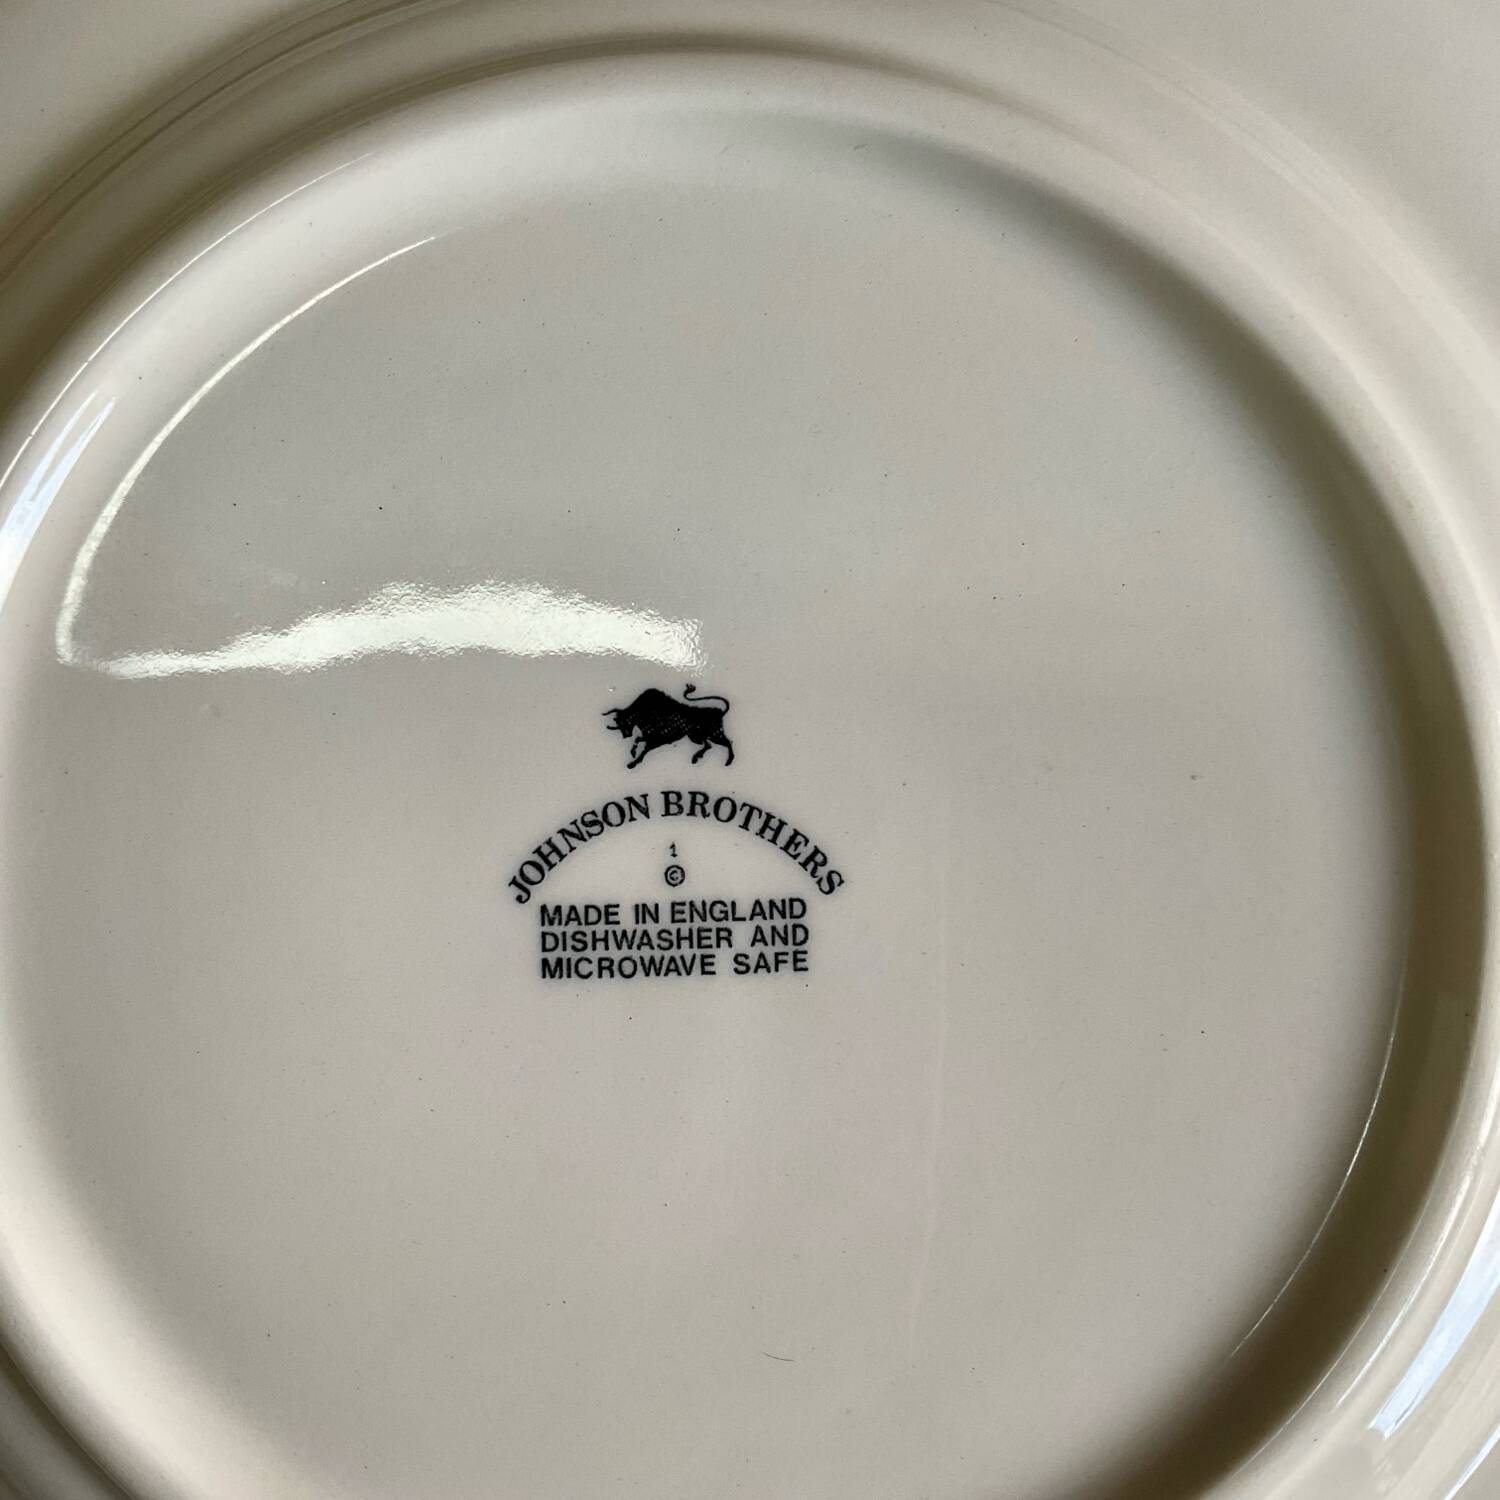 JOHNSON BROTHERS
1
©
MADE IN ENGLAND
DISHWASHER AND
MICROWAVE SAFE